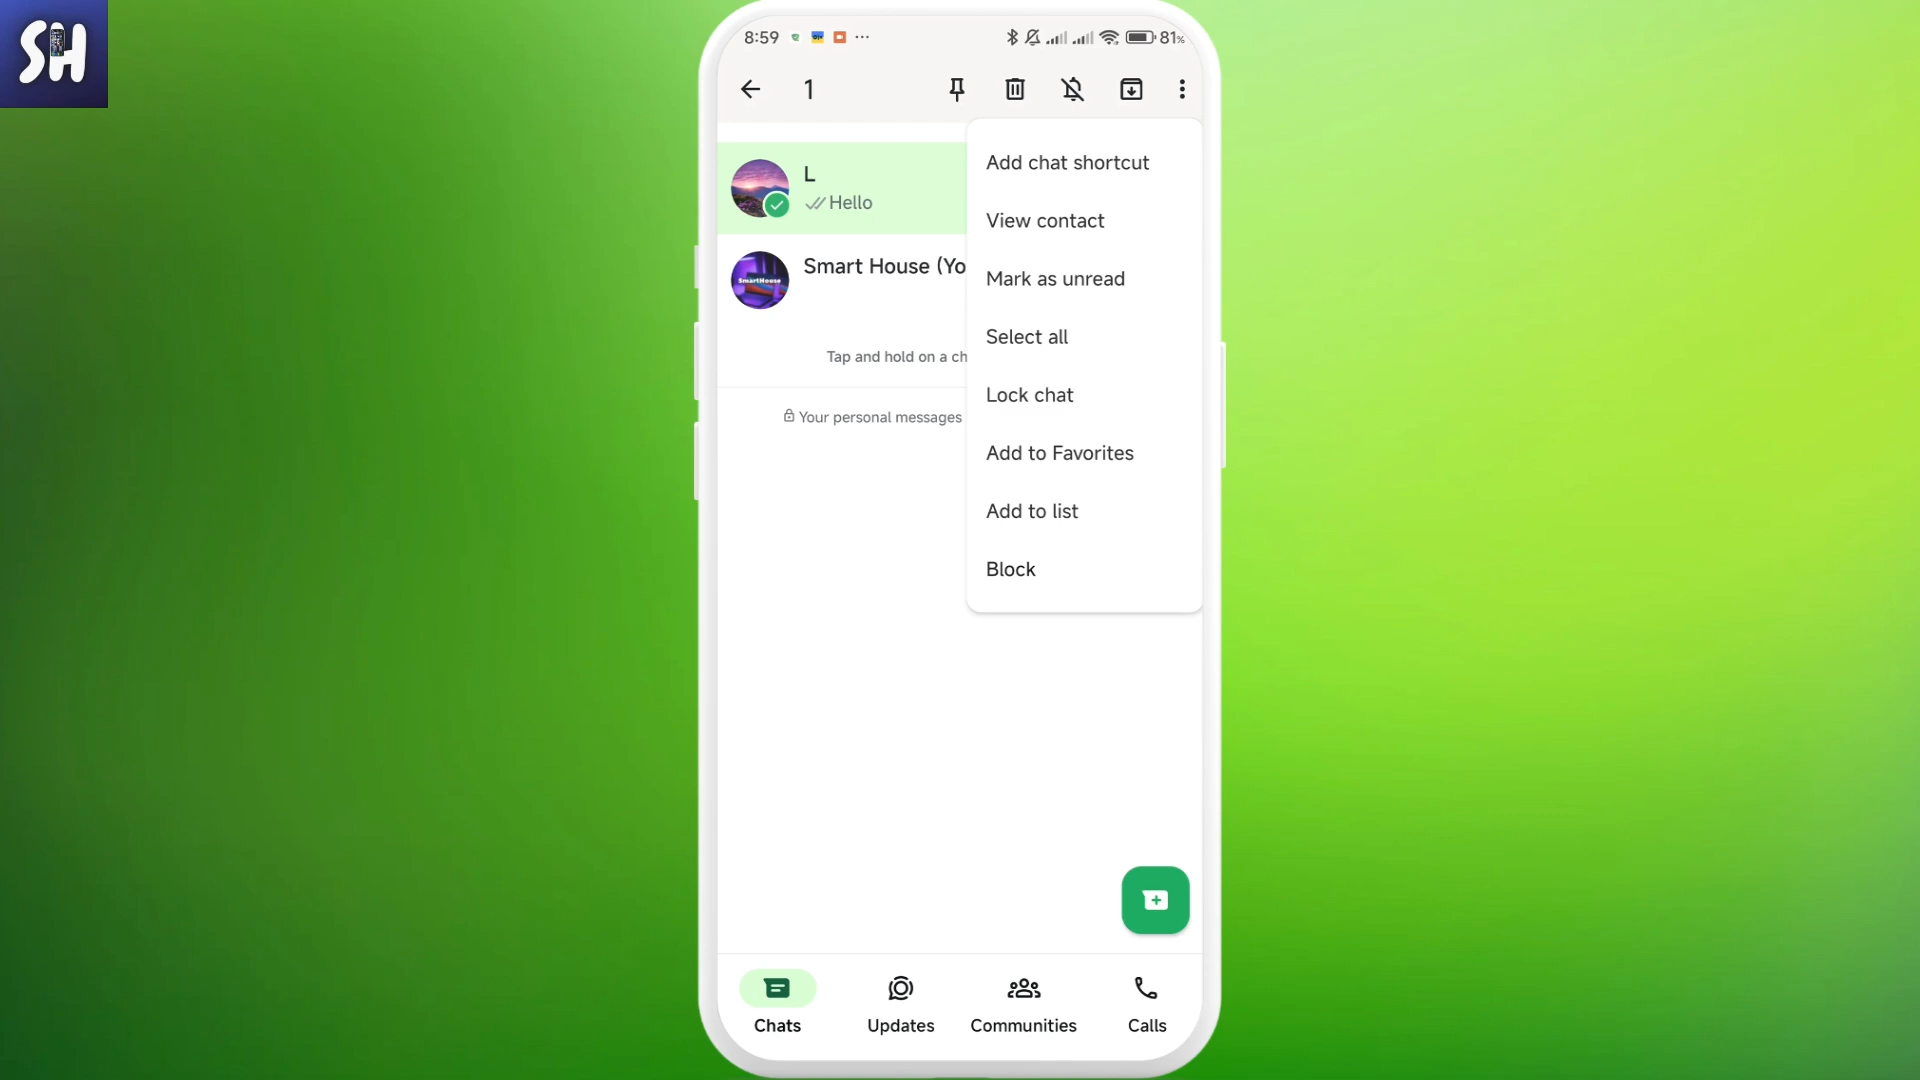 SH
8:59
81%
1
L
Hello
Smart House (Yo
SmartHouse
Tap and hold on a ch
Your personal messages
Add chat shortcut
View contact
Mark as unread
Select all
Lock chat
Add to Favorites
Add to list
Block
Chats
Updates
Communities
Calls